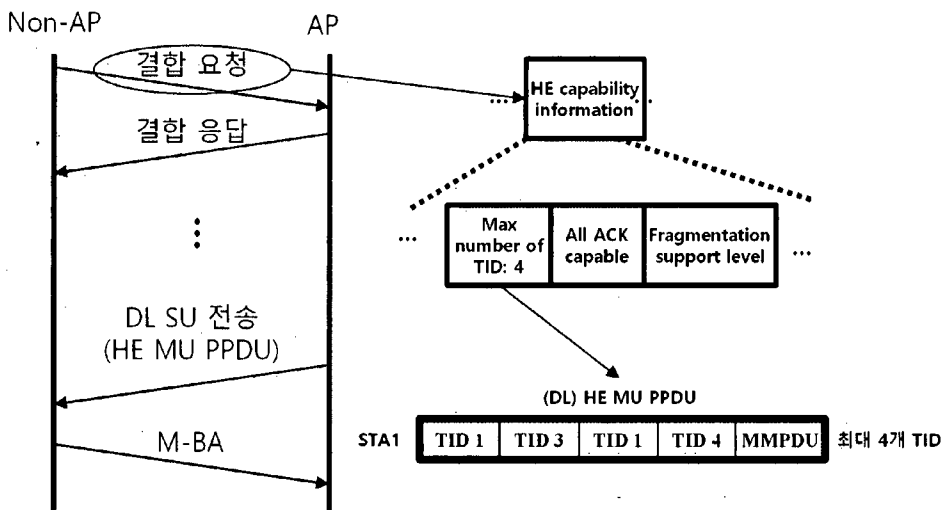 Non-AP
AP
결합 요청
... HE capability ...
information
결합 응답
...
Max
number of
TID: 4
All ACK
capable
Fragmentation
support level
...
DL SU 전송
(HE MU PPDU)
(DL) HE MU PPDU
M-BA
STA1 TID 1 TID 3 TID 1 TID 4 MMPDU 최대 4개 TID